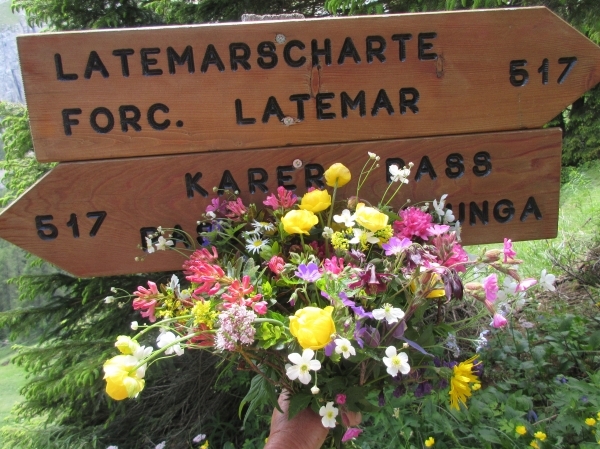 LATEMARSCHARTE
FORC. LATEMAR 517
KARER PASS
517